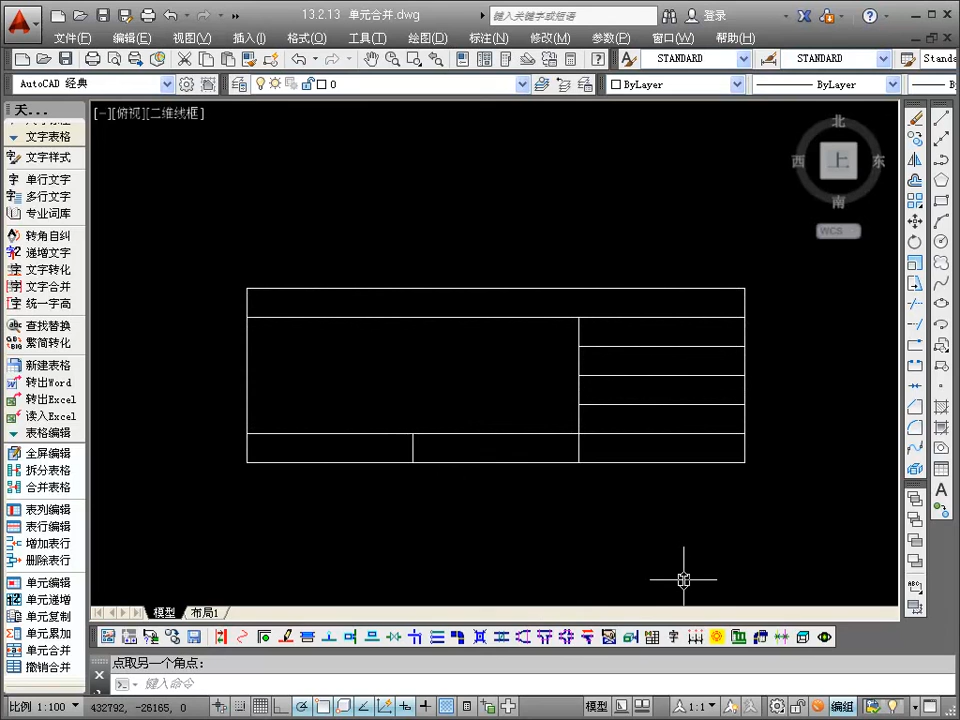 13.2.13 单元合并.dwg
键入关键字或短语
登录
文件(F) 编辑(E) 视图(V) 插入(I) 格式(O) 工具(T) 绘图(D) 标注(N) 修改(M) 参数(P) 窗口(W) 帮助(H)
STANDARD STANDARD Standa
AutoCAD 经典 0 ByLayer ByLayer
天...
[-][俯视][二维线框]
文字表格
文字样式
单行文字
多行文字
专业词库
转角自纠
递增文字
文字转化
文字合并
统一字高
查找替换
繁简转化
新建表格
转出Word
转出Excel
读入Excel
表格编辑
全屏编辑
拆分表格
合并表格
表列编辑
表行编辑
增加表行
删除表行
单元编辑
单元递增
单元复制
单元累加
单元合并
撤销合并
北
西 上 东
南
WCS
模型 布局1
点取另一个角点:
键入命令
比例 1:100 432792, -26165, 0 模型 1:1 编组